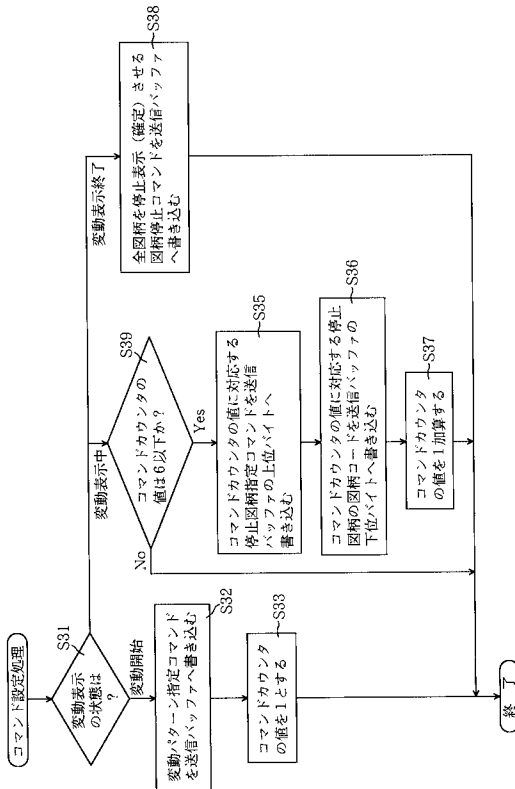 コマンド設定処理
S31
変動表示
の状態は
?
変動開始
変動表示中
変動表示終了
S32
変動パターン指定コマンド
を送信バッファへ書き込む
S33
コマンドカウンタ
の値を1とする
S39
コマンドカウンタの
値は6以下か?
No
Yes
S35
コマンドカウンタの値に対応する
停止図柄指定コマンドを送信
バッファの上位バイトへ
書き込む
S36
コマンドカウンタの値に対応する停止
図柄の図柄コードを送信バッファの
下位バイトへ書き込む
S37
コマンドカウンタ
の値を1加算する
S38
全図柄を停止表示(確定)させる
図柄停止コマンドを送信バッファ
へ書き込む
終 了